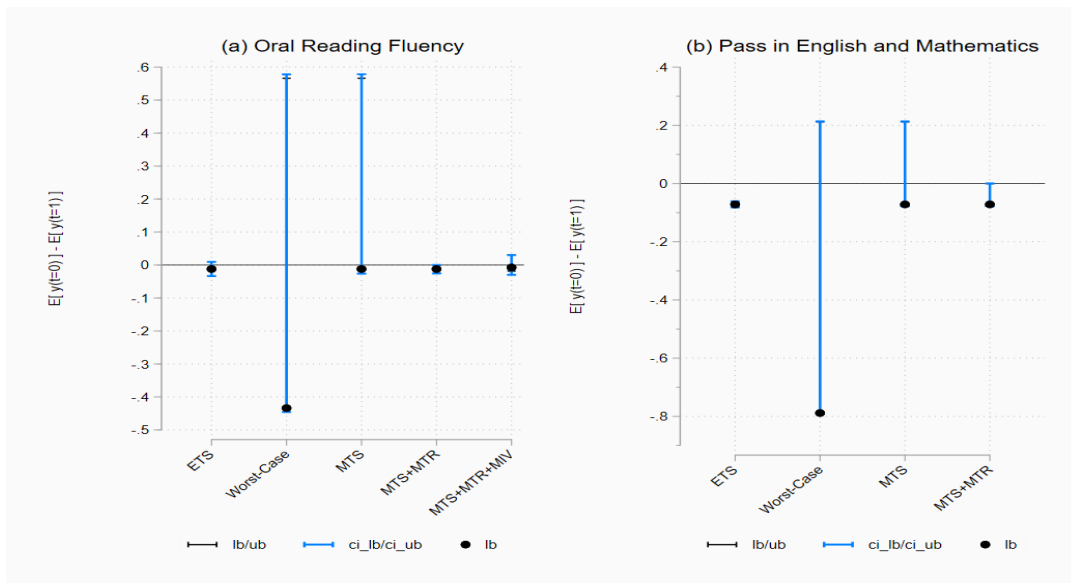 (a) Oral Reading Fluency
E[ y(t=0)] - E[ y(t=1) ]
.6
.5
.4
.3
.2
.1
0
-.1
-.2
-.3
-.4
-.5
ETS
Worst-Case
MTS
MTS+MTR
MTS+MTR+MIV
lb/ub
ci_lb/ci_ub
lb
(b) Pass in English and Mathematics
E[ y(t=0)] - E[ y(t=1) ]
.4
.2
0
-.2
-.4
-.6
-.8
ETS
Worst-Case
MTS
MTS+MTR
lb/ub
ci_lb/ci_ub
lb